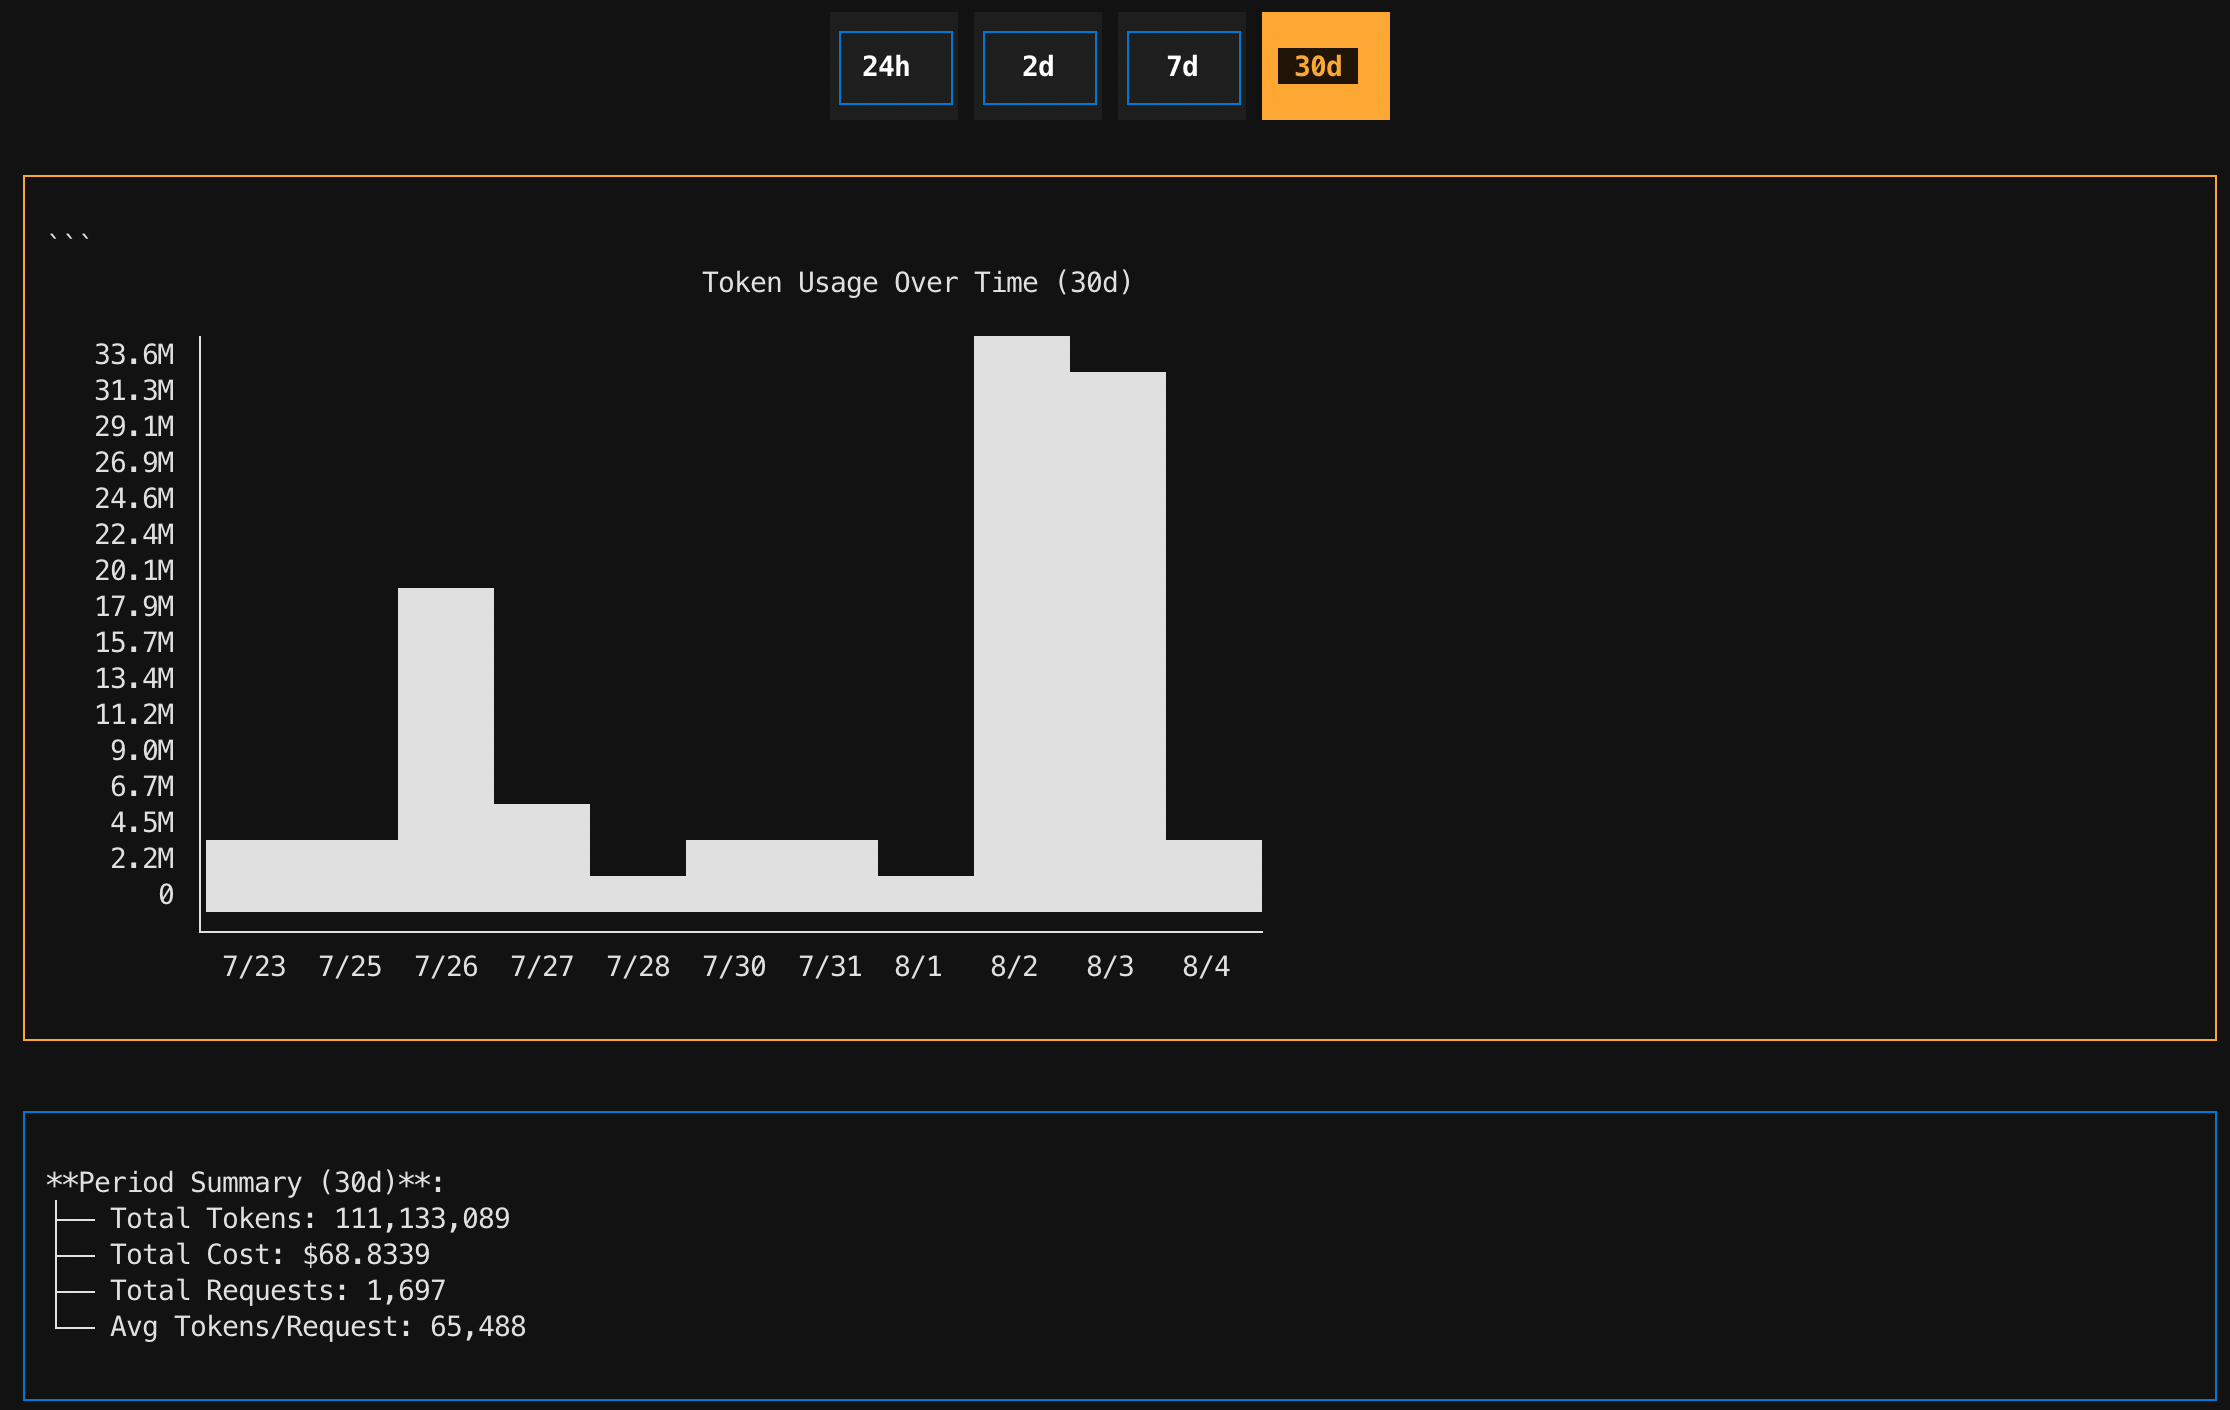 24h 2d 7d 30d
```
Token Usage Over Time (30d)
33.6M
31.3M
29.1M
26.9M
24.6M
22.4M
20.1M
17.9M
15.7M
13.4M
11.2M
9.0M
6.7M
4.5M
2.2M
0
7/23 7/25 7/26 7/27 7/28 7/30 7/31 8/1 8/2 8/3 8/4
**Period Summary (30d)**:
├── Total Tokens: 111,133,089
├── Total Cost: $68.8339
├── Total Requests: 1,697
└── Avg Tokens/Request: 65,488